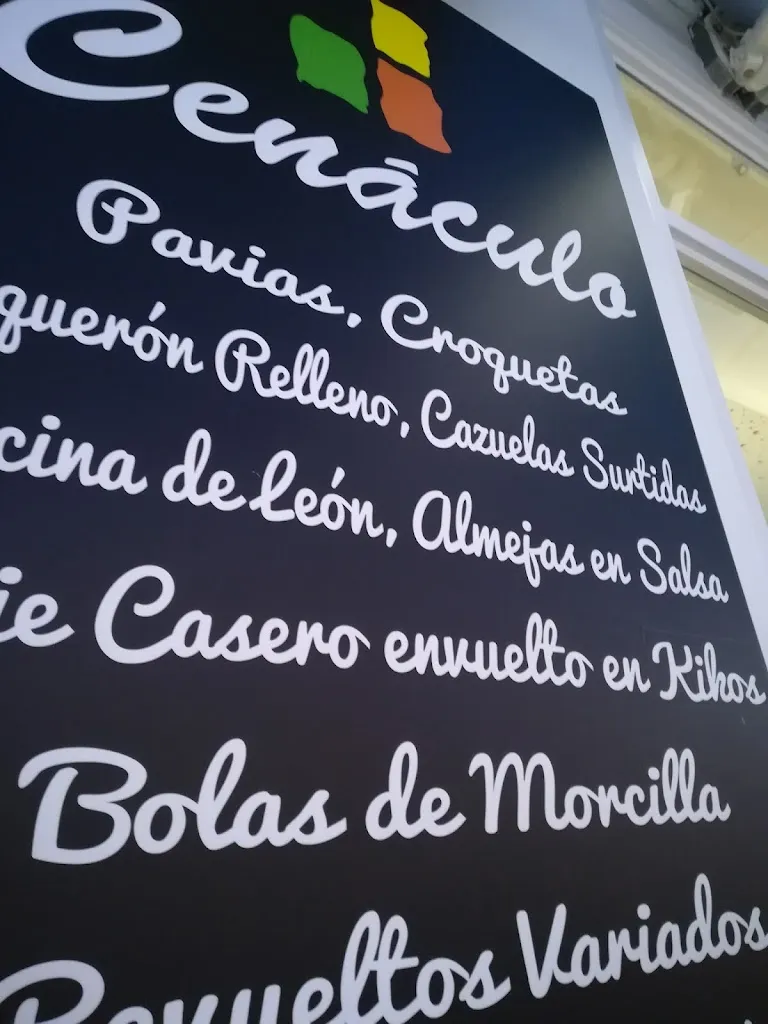 Cenáculo
Pavias, Croquetas
querón Relleno, Cazuelas Surtidas
cina de León, Almejas en Salsa
ie Casero envuelto en Kikos
Bolas de Morcilla
Revueltos Variados